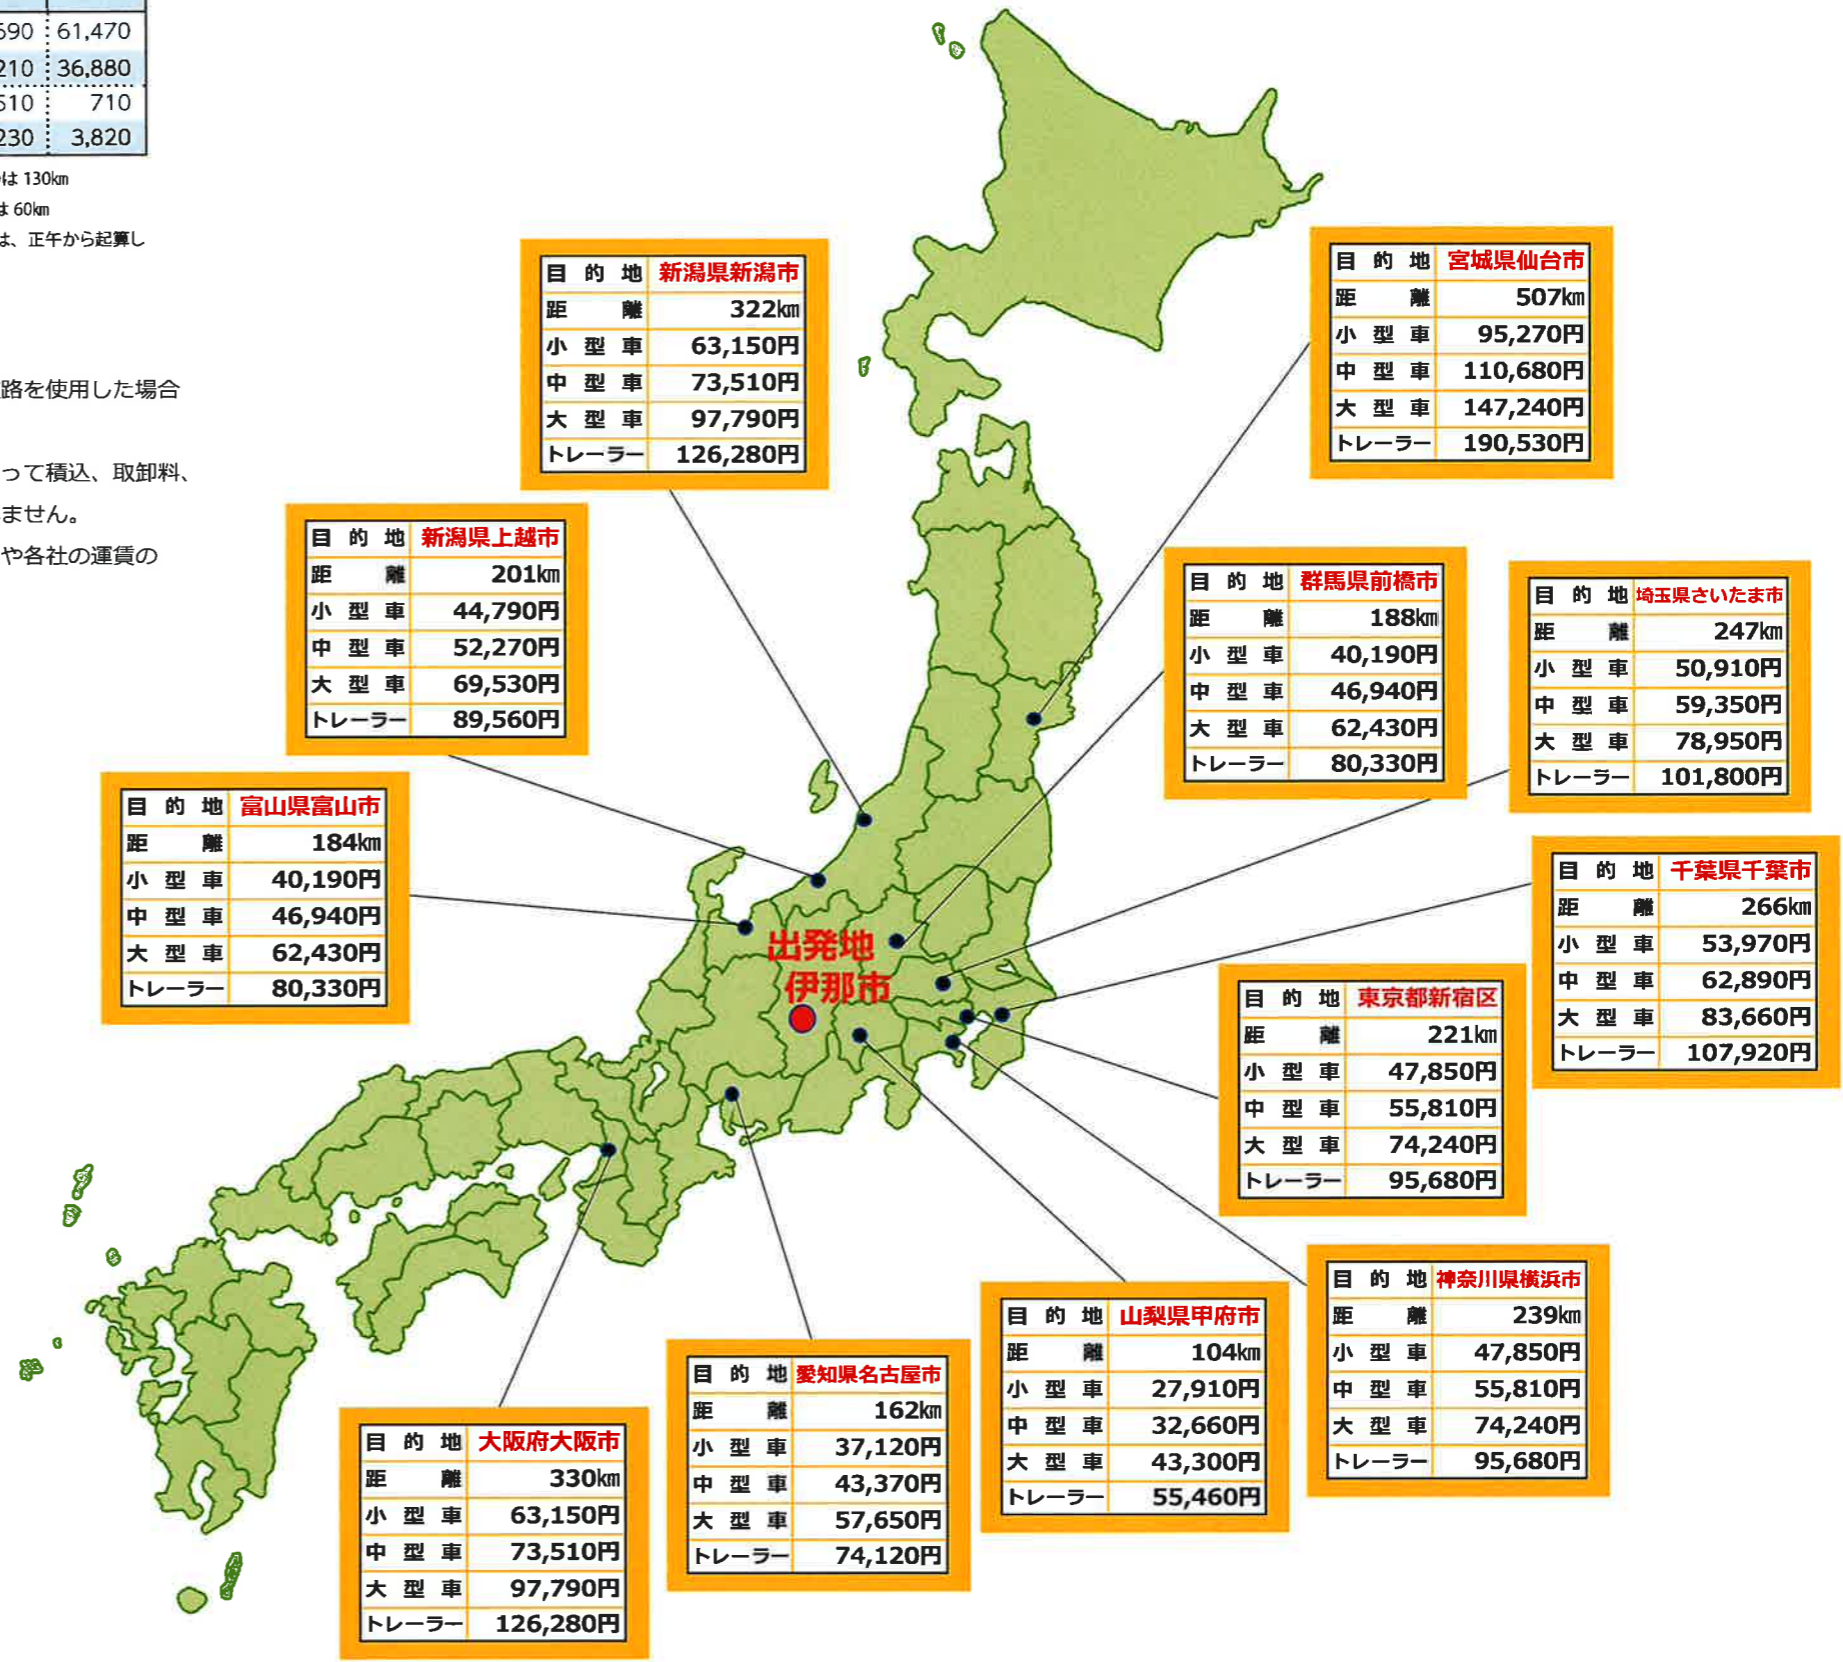 690 61,470
210 36,880
510 710
230 3,820
は 130㎞
は 60㎞
は、正午から起算し
路を使用した場合
って積込、取卸料、
ません。
や各社の運賃の
目的地 新潟県新潟市
距離 322㎞
小型車 63,150円
中型車 73,510円
大型車 97,790円
トレーラー 126,280円
目的地 宮城県仙台市
距離 507㎞
小型車 95,270円
中型車 110,680円
大型車 147,240円
トレーラー 190,530円
目的地 新潟県上越市
距離 201㎞
小型車 44,790円
中型車 52,270円
大型車 69,530円
トレーラー 89,560円
目的地 群馬県前橋市
距離 188㎞
小型車 40,190円
中型車 46,940円
大型車 62,430円
トレーラー 80,330円
目的地 埼玉県さいたま市
距離 247㎞
小型車 50,910円
中型車 59,350円
大型車 78,950円
トレーラー 101,800円
目的地 富山県富山市
距離 184㎞
小型車 40,190円
中型車 46,940円
大型車 62,430円
トレーラー 80,330円
出発地
伊那市
目的地 千葉県千葉市
距離 266㎞
小型車 53,970円
中型車 62,890円
大型車 83,660円
トレーラー 107,920円
目的地 東京都新宿区
距離 221㎞
小型車 47,850円
中型車 55,810円
大型車 74,240円
トレーラー 95,680円
目的地 神奈川県横浜市
距離 239㎞
小型車 47,850円
中型車 55,810円
大型車 74,240円
トレーラー 95,680円
目的地 山梨県甲府市
距離 104㎞
小型車 27,910円
中型車 32,660円
大型車 43,300円
トレーラー 55,460円
目的地 愛知県名古屋市
距離 162㎞
小型車 37,120円
中型車 43,370円
大型車 57,650円
トレーラー 74,120円
目的地 大阪府大阪市
距離 330㎞
小型車 63,150円
中型車 73,510円
大型車 97,790円
トレーラー 126,280円